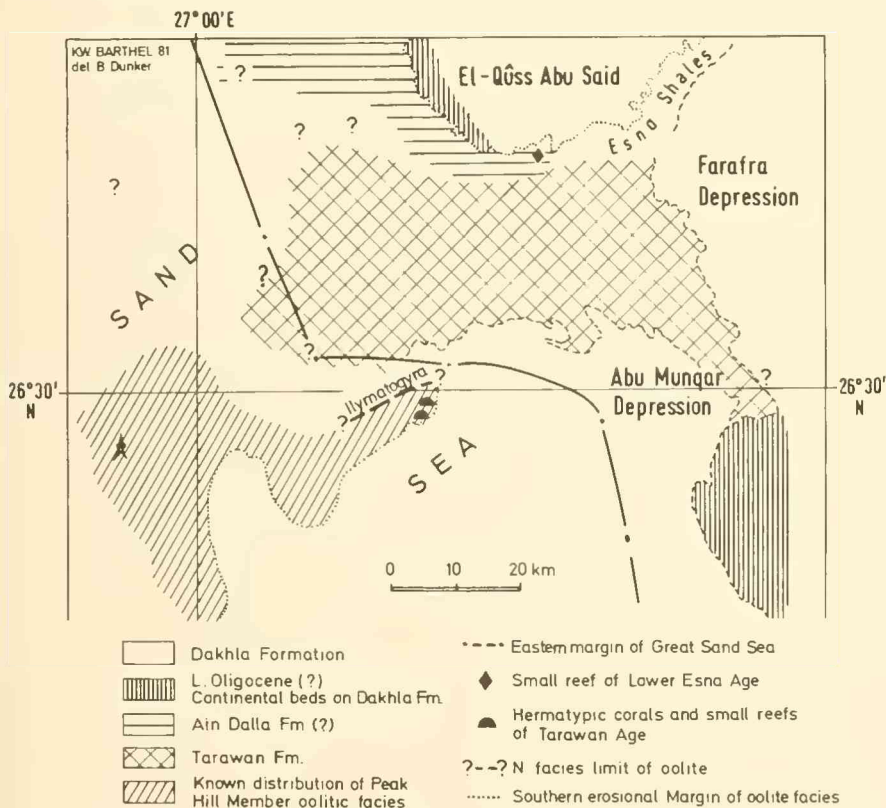 27°00'E
KW. BARTHEL 81
del B Dunker
?
El-Qûss Abu Said
Esna Shales
? ?
Farafra
Depression
?
SAND
?
?
26°30'
N
Ilymatogyra
?
?
Abu Munqar
Depression
?
26°30'
N
SEA
0 10 20 km
Dakhla Formation
L. Oligocene (?)
Continental beds on Dakhla Fm.
Ain Dalla Fm (?)
Tarawan Fm.
Known distribution of Peak
Hill Member oolitic facies
Eastern margin of Great Sand Sea
Small reef of Lower Esna Age
Hermatypic corals and small reefs
of Tarawan Age
?--? N facies limit of oolite
Southern erosional Margin of oolite facies